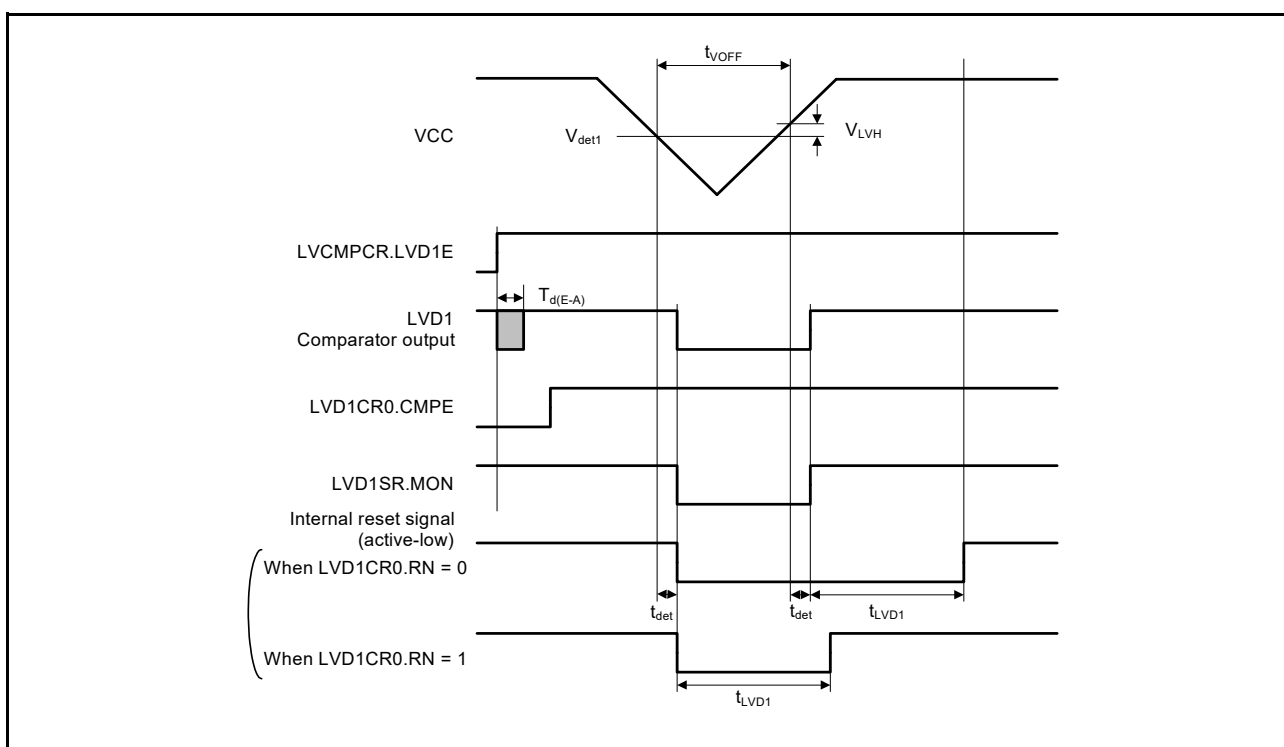 tVOFF
VCC
Vdet1
VLVH
LVCMPCR.LVD1E
Td(E-A)
LVD1
Comparator output
LVD1CR0.CMPE
LVD1SR.MON
Internal reset signal
(active-low)
When LVD1CR0.RN = 0
tdet
tdet
tLVD1
When LVD1CR0.RN = 1
tLVD1